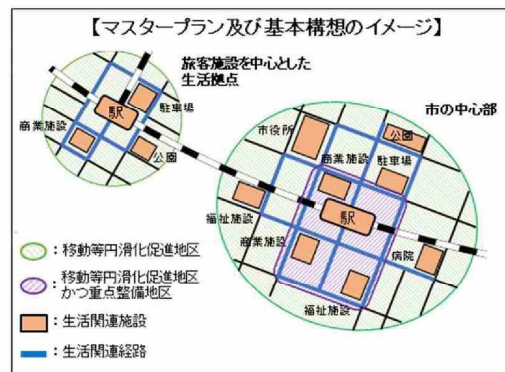 【マスタープラン及び基本構想のイメージ】
旅客施設を中心とした
生活拠点
駅
駐車場
商業施設
公園
市の中心部
市役所
公園
商業施設
駐車場
福祉施設
駅
商業施設
病院
福祉施設
：移動等円滑化促進地区
：移動等円滑化促進地区
かつ重点整備地区
：生活関連施設
：生活関連経路